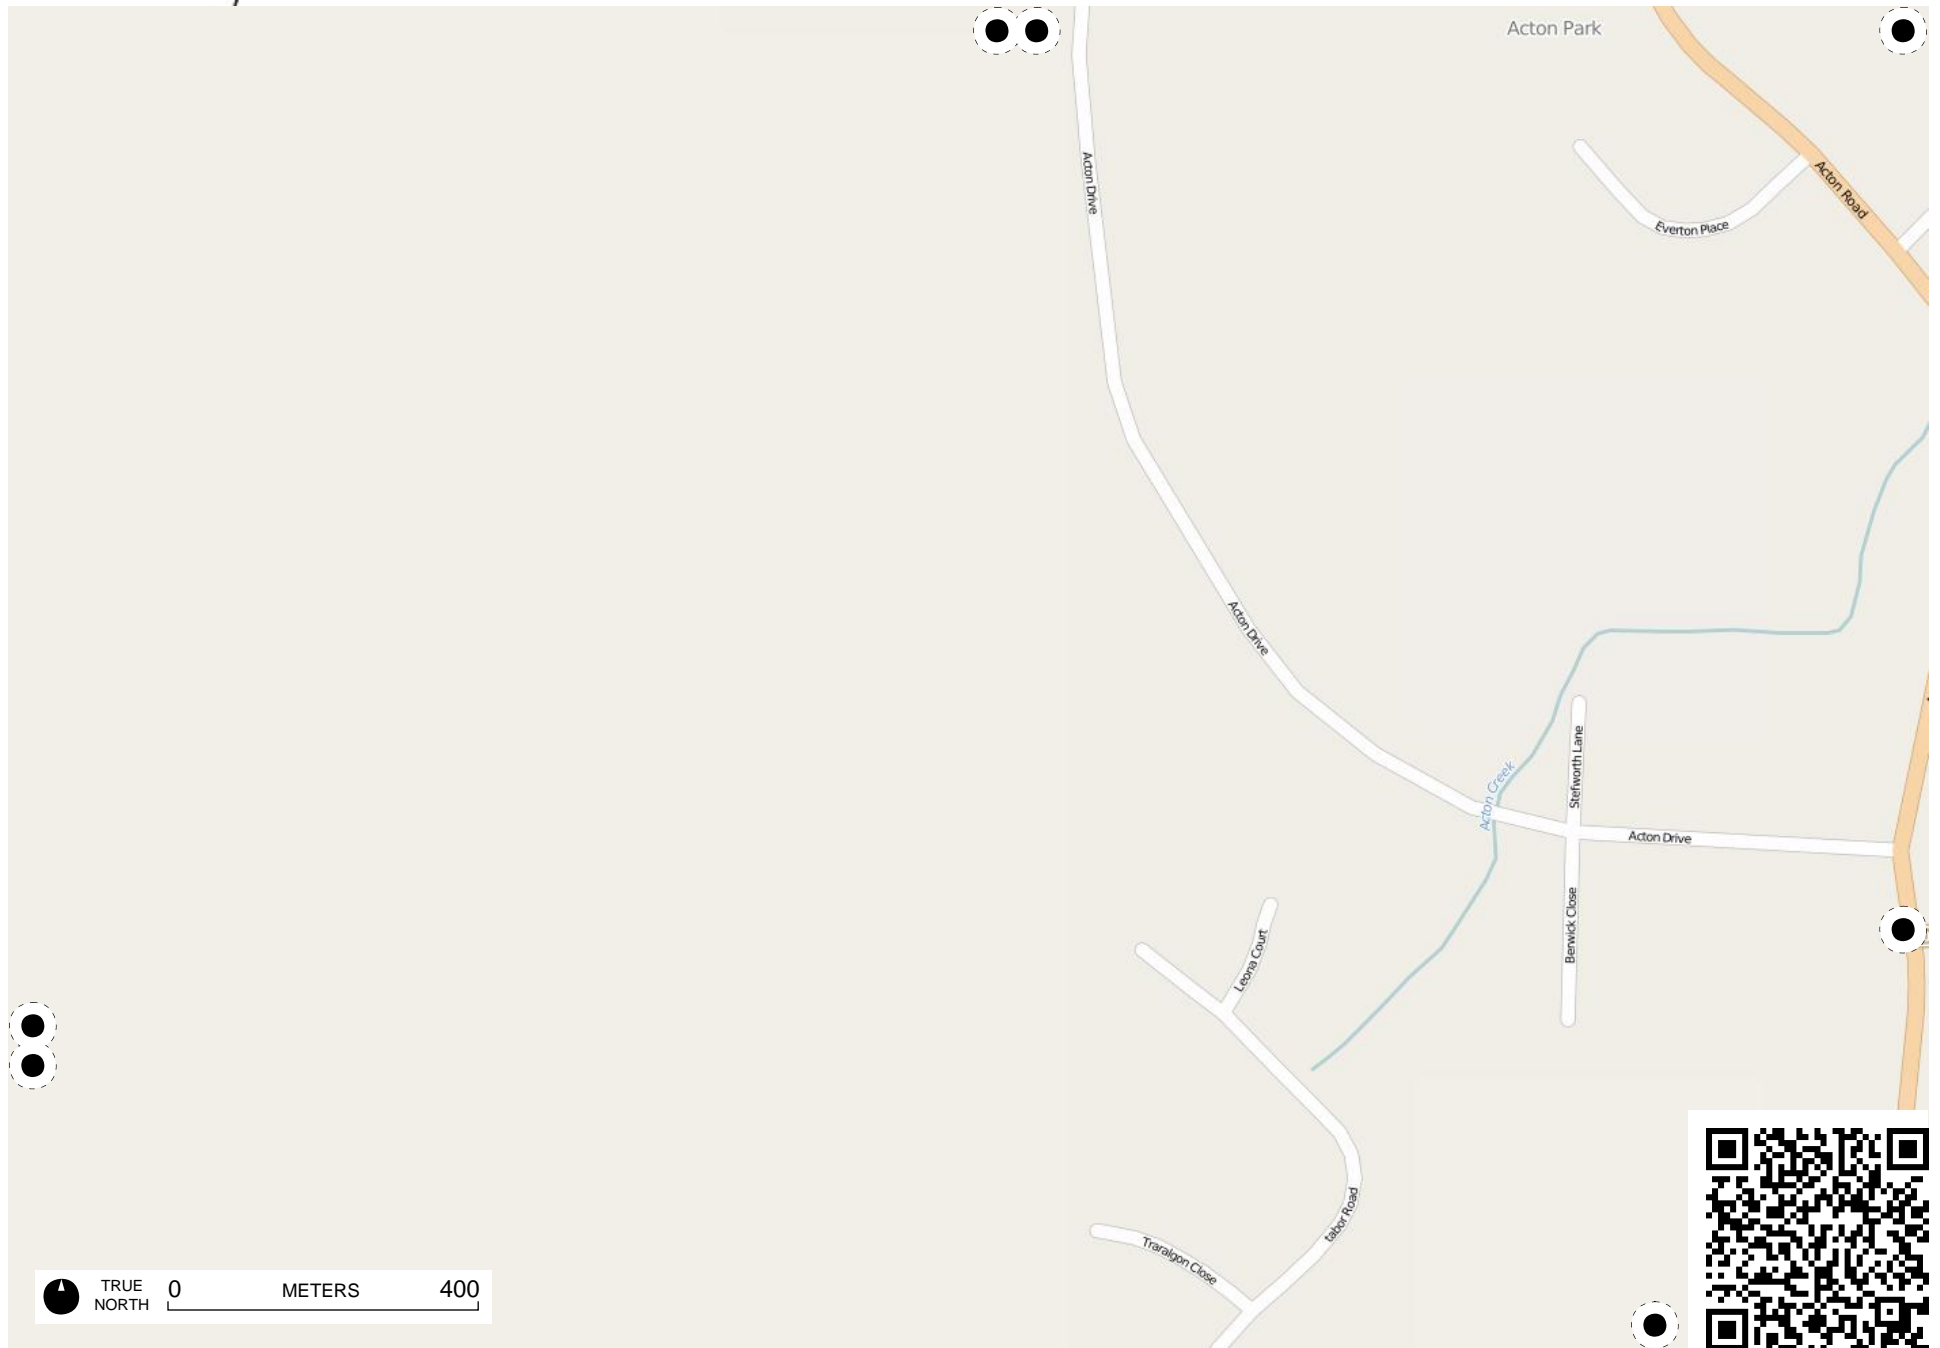 Acton Park
Acton Drive
Acton Road
Everton Place
Acton Drive
Stefworth Lane
Acton Creek
Acton Drive
Berwick Close
Leona Court
tabor Road
Traralgon Close
TRUE NORTH
0 METERS 400